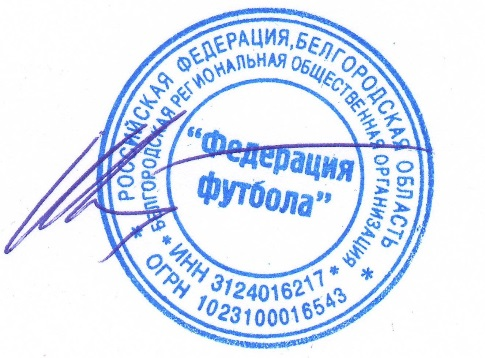 РОССИЙСКАЯ ФЕДЕРАЦИЯ, БЕЛГОРОДСКАЯ ОБЛАСТЬ
* ОГРН 1023100016543 *
БЕЛГОРОДСКАЯ РЕГИОНАЛЬНАЯ ОБЩЕСТВЕННАЯ ОРГАНИЗАЦИЯ
* ИНН 3124016217 *
"Федерация
футбола"